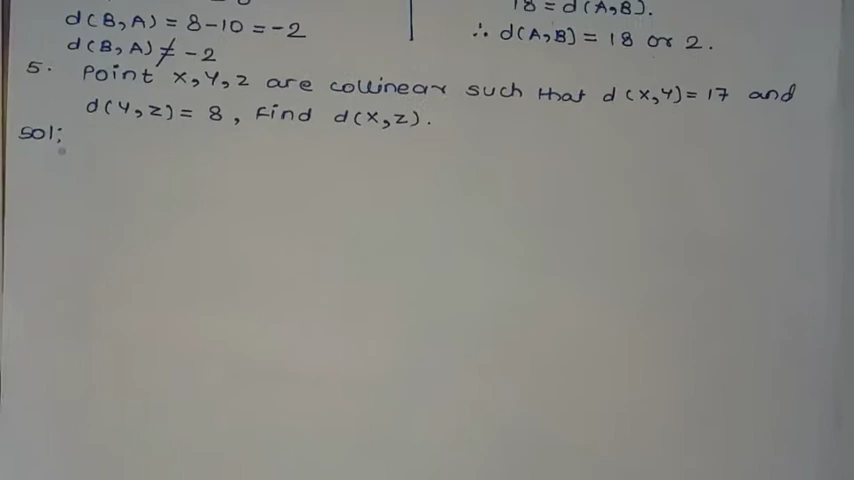 d(B,A) = 8-10 = -2
d(B,A) ≠ -2
18 = d(A,B).
∴ d(A,B) = 18 or 2.
5. Point x,y,z are collinear such that d(x,y)= 17 and
d(y,z)= 8, Find d(x,z).
Sol: